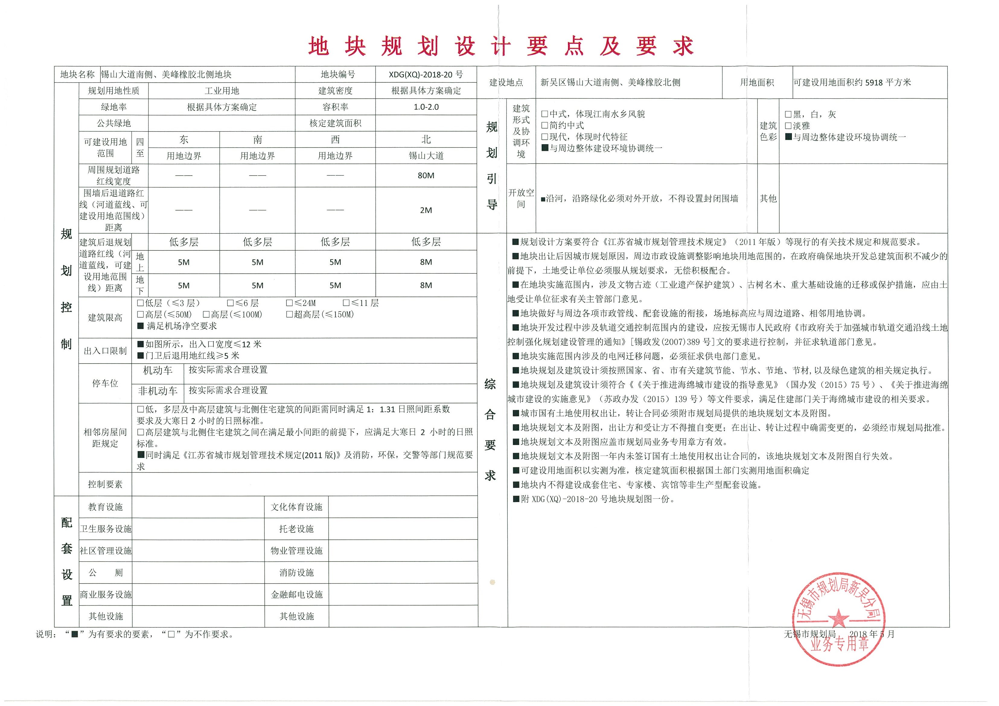 地块规划设计要点及要求
地块名称 锡山大道南侧、美峰橡胶北侧地块 地块编号 XDG(XQ)-2018-20 号
建设地点 新吴区锡山大道南侧、美峰橡胶北侧 用地面积 可建设用地面积约 5918 平方米
规划控制
规划用地性质 工业用地 建筑密度 根据具体方案确定
绿地率 根据具体方案确定 容积率 1.0-2.0
公共绿地 核定建筑面积
可建设用地
范围
四
至
东 南 西 北
用地边界 用地边界 用地边界 锡山大道
周围规划道路
红线宽度
—— —— —— 80M
围墙后退道路红
线（河道蓝线、可
建设用地范围线）
距离
—— —— —— 2M
建筑后退规划
道路红线（河
道蓝线，可建
设用地范围
线）距离
低多层 低多层 低多层 低多层
地
上
5M 5M 5M 8M
地
下
5M 5M 5M 8M
建筑限高
□低层（≤3 层） □≤6 层 □≤24M □≤11 层
□高层(≤50M) □高层(≤100M) □超高层(≤150M)
■ 满足机场净空要求
出入口限制
■如图所示，出入口宽度≤12 米
■门卫后退用地红线≥5 米
停车位
机动车 按实际需求合理设置
非机动车 按实际需求合理设置
相邻房屋间
距规定
□低，多层及中高层建筑与北侧住宅建筑的间距需同时满足 1：1.31 日照间距系数
要求及大寒日 2 小时的日照标准。
□高层建筑与北侧住宅建筑之间在满足最小间距的前提下，应满足大寒日 2 小时的日照
标准。
■同时满足《江苏省城市规划管理技术规定(2011 版)》及消防，环保，交警等部门规范要
求
控制要素
配套设置
教育设施 文化体育设施
卫生服务设施 托老设施
社区管理设施 物业管理设施
公 厕 消防设施
商业服务设施 金融邮电设施
其他设施 其他设施
规划引导
建筑
形式
及协
调环
境
□中式，体现江南水乡风貌
□简约中式
□现代，体现时代特征
■与周边整体建设环境协调统一
建筑
色彩
□黑，白，灰
□淡雅
■与周边整体建设环境协调统一
开放空
间
■沿河，沿路绿化必须对外开放，不得设置封闭围墙
其他
综合要求
■规划设计方案要符合《江苏省城市规划管理技术规定》（2011 年版）等现行的有关技术规定和规范要求。
■地块出让后因城市规划原因，周边市政设施调整影响地块用地范围的，在政府确保地块开发总建筑面积不减少的
前提下，土地受让单位必须服从规划要求，无偿积极配合。
■在地块实施范围内，涉及文物古迹（工业遗产保护建筑）、古树名木、重大基础设施的迁移或保护措施，应由土
地受让单位征求有关主管部门意见。
■地块做好与周边各项市政管线、配套设施的衔接，场地标高应与周边道路、相邻用地协调。
■地块开发过程中涉及轨道交通控制范围内的建设，应按无锡市人民政府《市政府关于加强城市轨道交通沿线土地
控制强化规划建设管理的通知》[锡政发(2007)389 号]文的要求进行控制，并征求轨道部门意见。
■地块实施范围内涉及的电网迁移问题，必须征求供电部门意见。
■地块规划及建筑设计须按照国家、省、市有关建筑节能、节水、节地、节材,以及绿色建筑的相关规定执行。
■地块规划及建筑设计须符合《《关于推进海绵城市建设的指导意见》（国办发（2015）75 号）、《关于推进海绵
城市建设的实施意见》（苏政办发（2015）139 号）等文件要求，满足住建部门关于海绵城市建设的相关要求。
■城市国有土地使用权出让，转让合同必须附市规划局提供的地块规划文本及附图。
■地块规划文本及附图，出让方和受让方不得擅自变更；在出让、转让过程中确需变更的，必须经市规划局批准。
■地块规划文本及附图应盖市规划局业务专用章方有效。
■地块规划文本及附图一年内未签订国有土地使用权出让合同的，该地块规划文本及附图自行失效。
■可建设用地面积以实测为准，核定建筑面积根据国土部门实测用地面积确定
■地块内不得建设成套住宅、专家楼、宾馆等非生产型配套设施。
■附 XDG(XQ)-2018-20 号地块规划图一份。
说明：“■”为有要求的要素，“□”为不作要求。
无锡市规划局 2018 年 5 月
无锡市规划局新吴分局
业务专用章